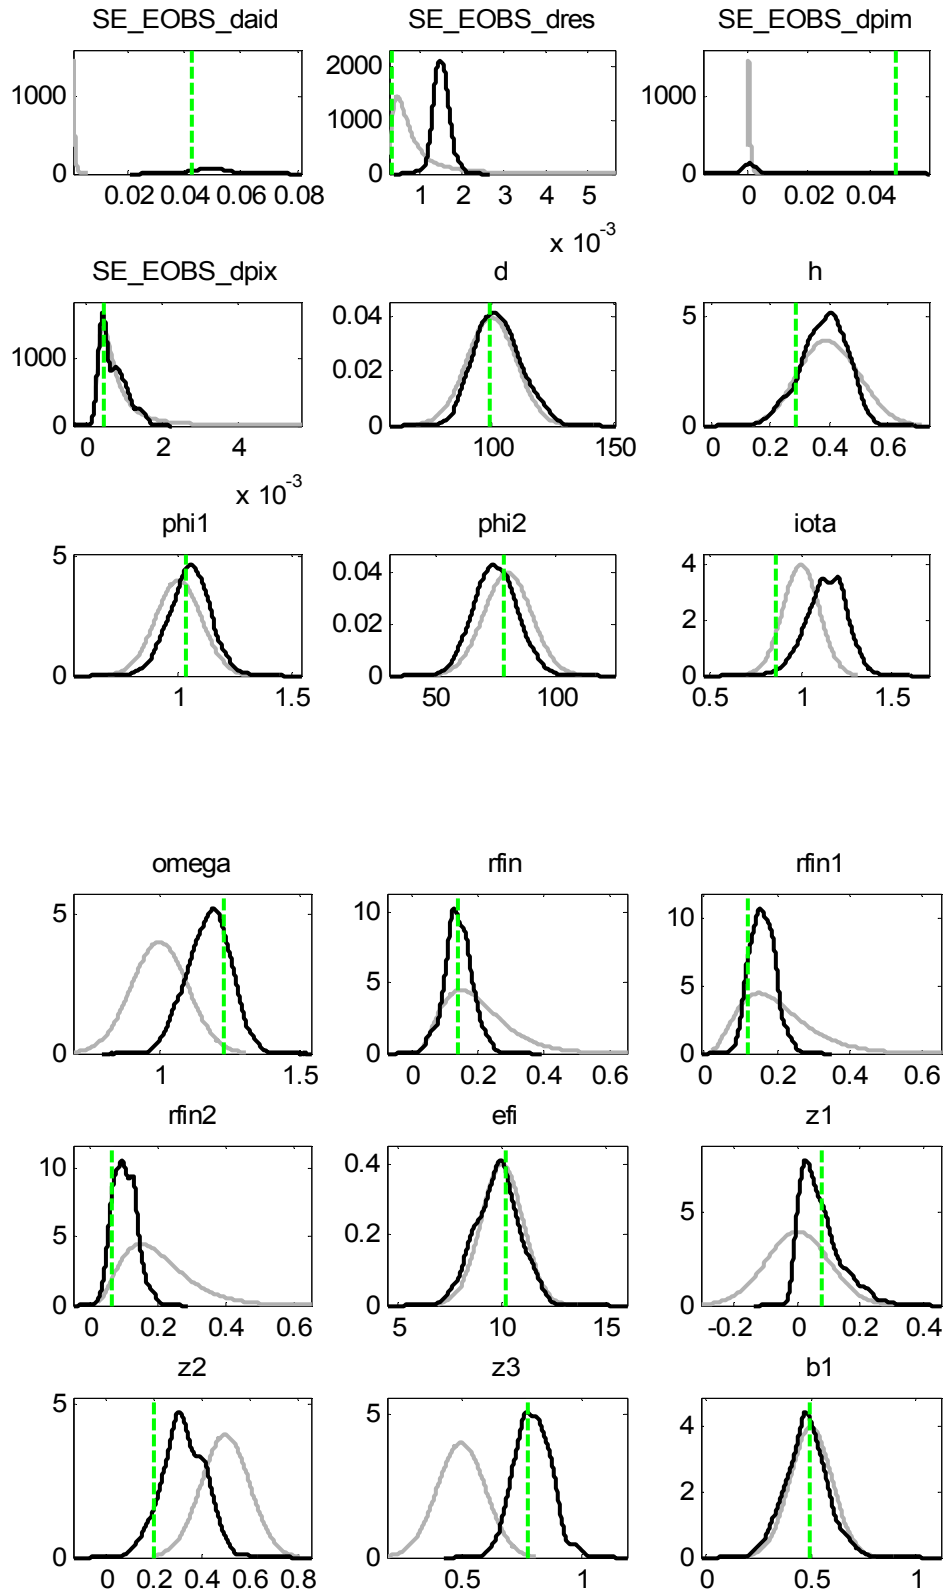 SE_EOBS_daid SE_EOBS_dres SE_EOBS_dpim
1000
0
0.02 0.04 0.06 0.08
2000
1000
0
1 2 3 4 5
x 10^-3
1000
0
0 0.02 0.04
SE_EOBS_dpix d h
1000
0
0 2 4
x 10^-3
0.04
0.02
0
100 150
5
0
0 0.2 0.4 0.6
phi1 phi2 iota
5
0
1 1.5
0.04
0.02
0
50 100
4
2
0
0.5 1 1.5
omega rfin rfin1
5
0
1 1.5
10
5
0
0 0.2 0.4 0.6
10
5
0
0 0.2 0.4 0.6
rfin2 efi z1
10
5
0
0 0.2 0.4 0.6
0.4
0.2
0
5 10 15
5
0
-0.2 0 0.2 0.4
z2 z3 b1
5
0
0 0.2 0.4 0.6 0.8
5
0
0.5 1
4
2
0
0 0.5 1